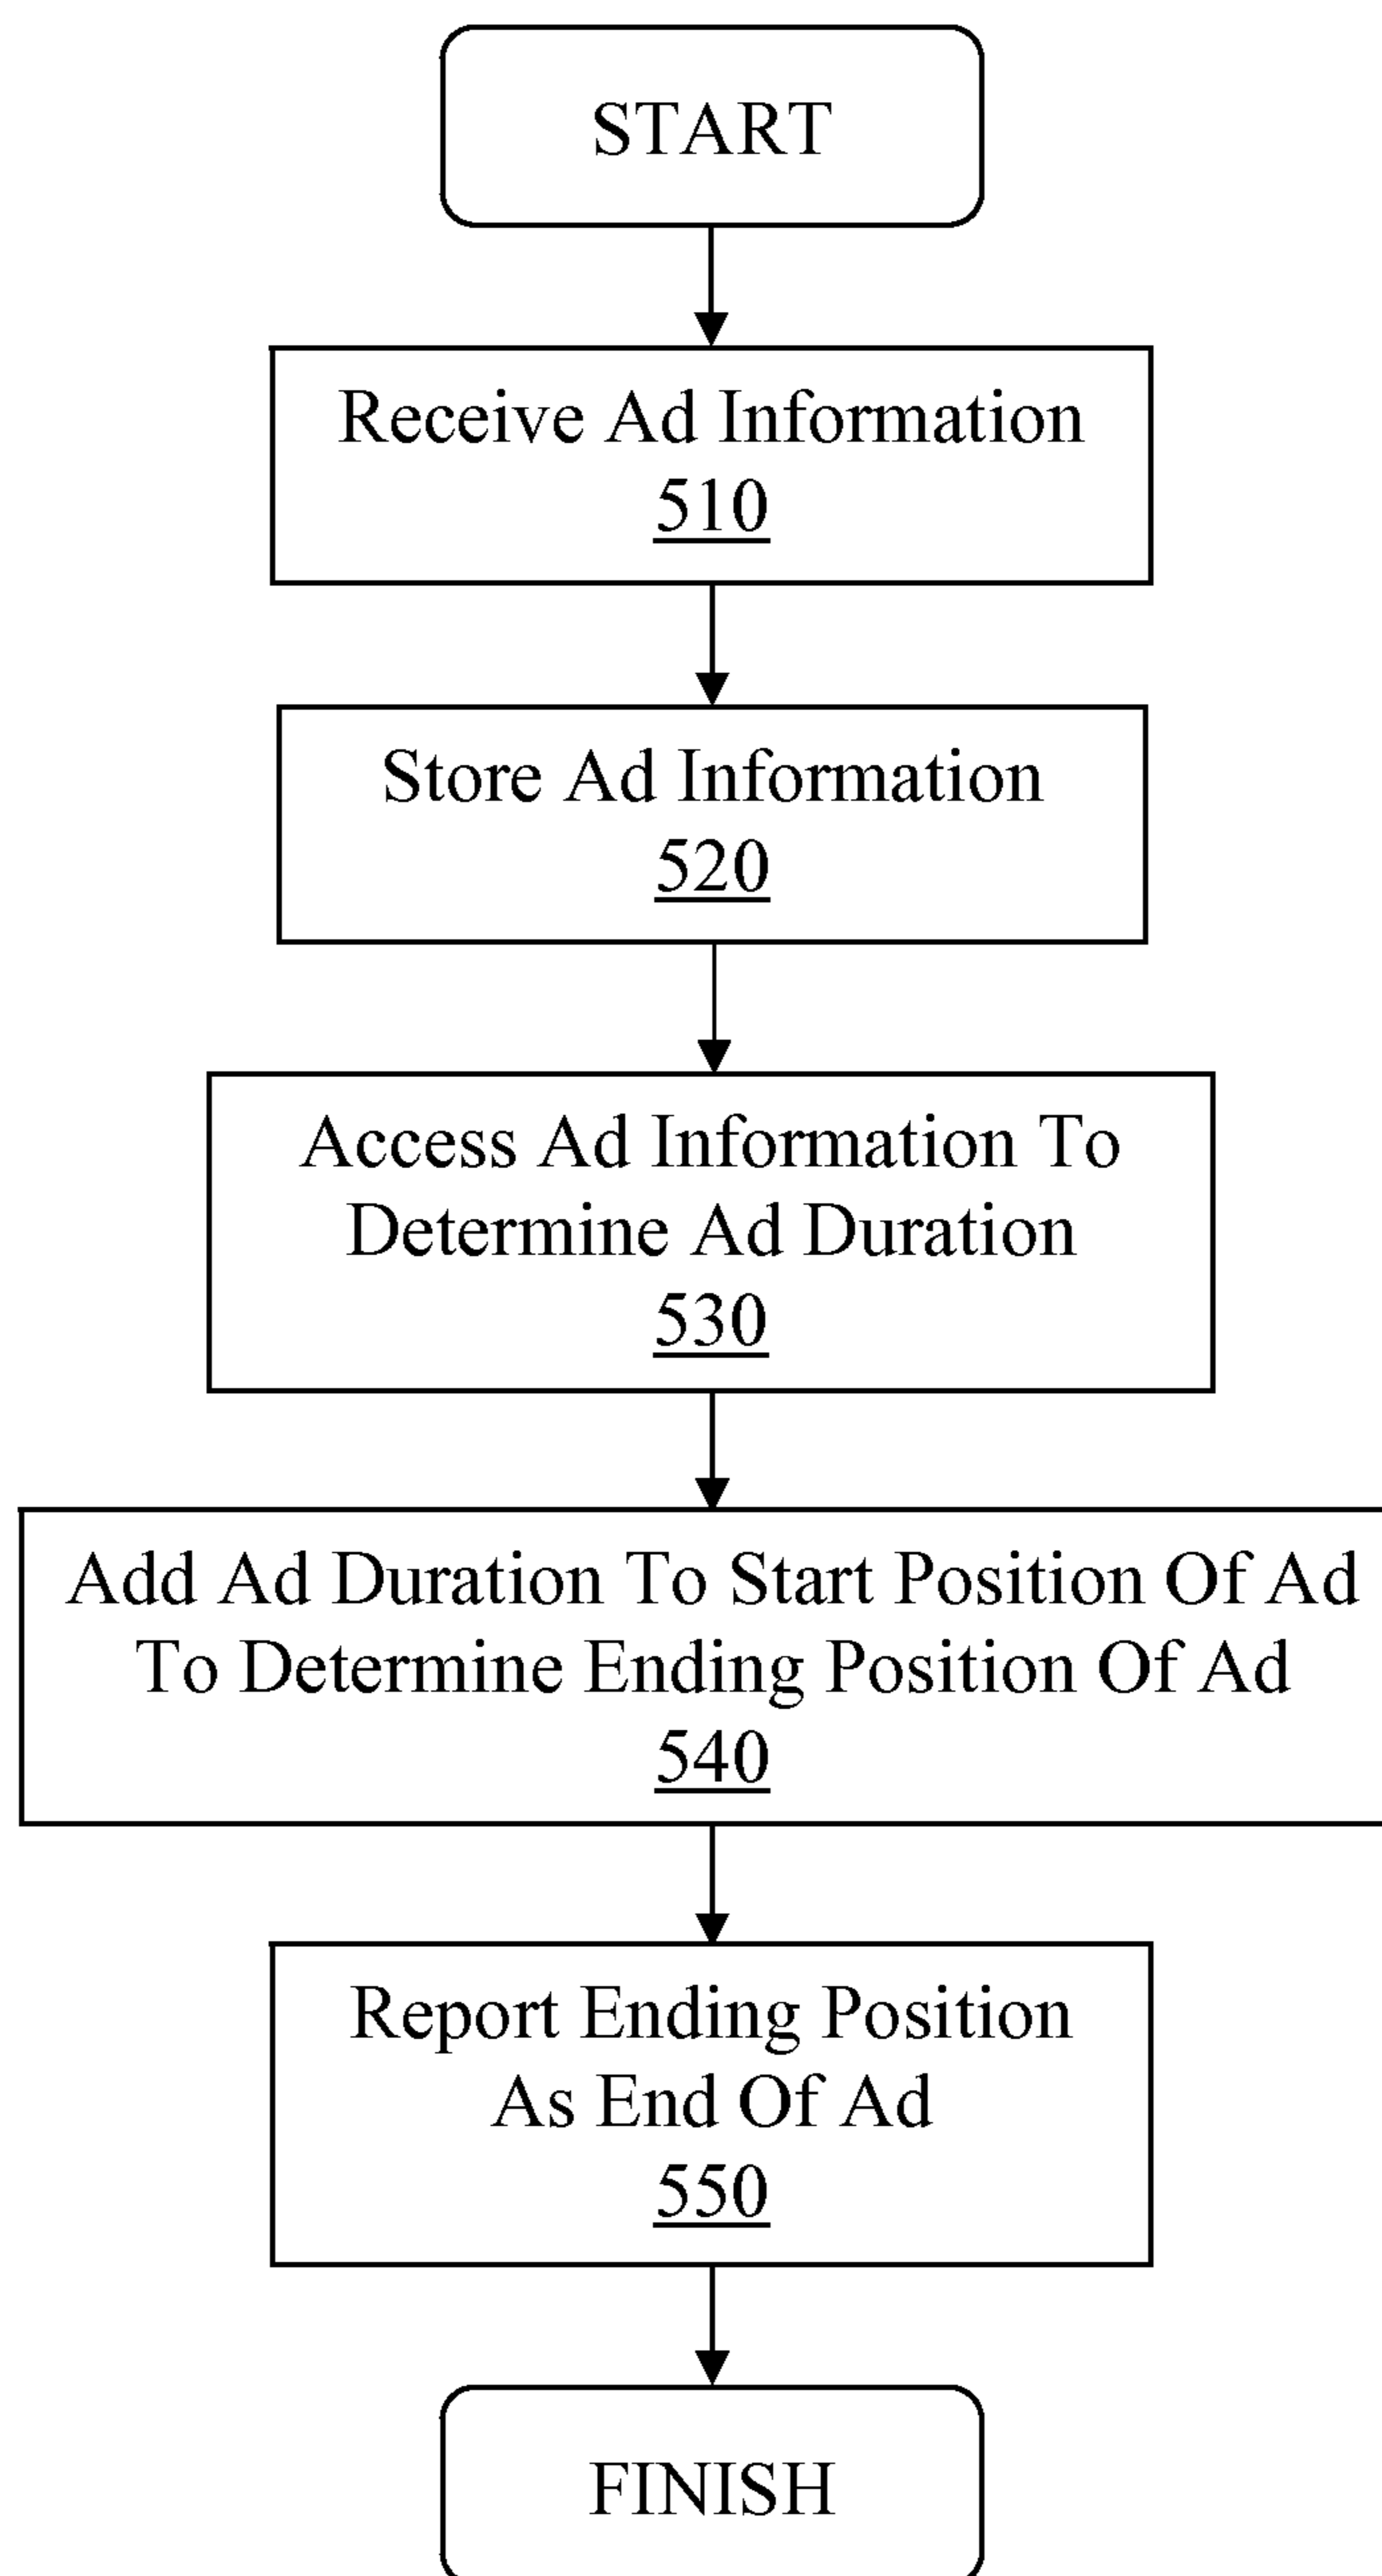 START
Receive Ad Information
510
Store Ad Information
520
Access Ad Information To
Determine Ad Duration
530
Add Ad Duration To Start Position Of Ad
To Determine Ending Position Of Ad
540
Report Ending Position
As End Of Ad
550
FINISH